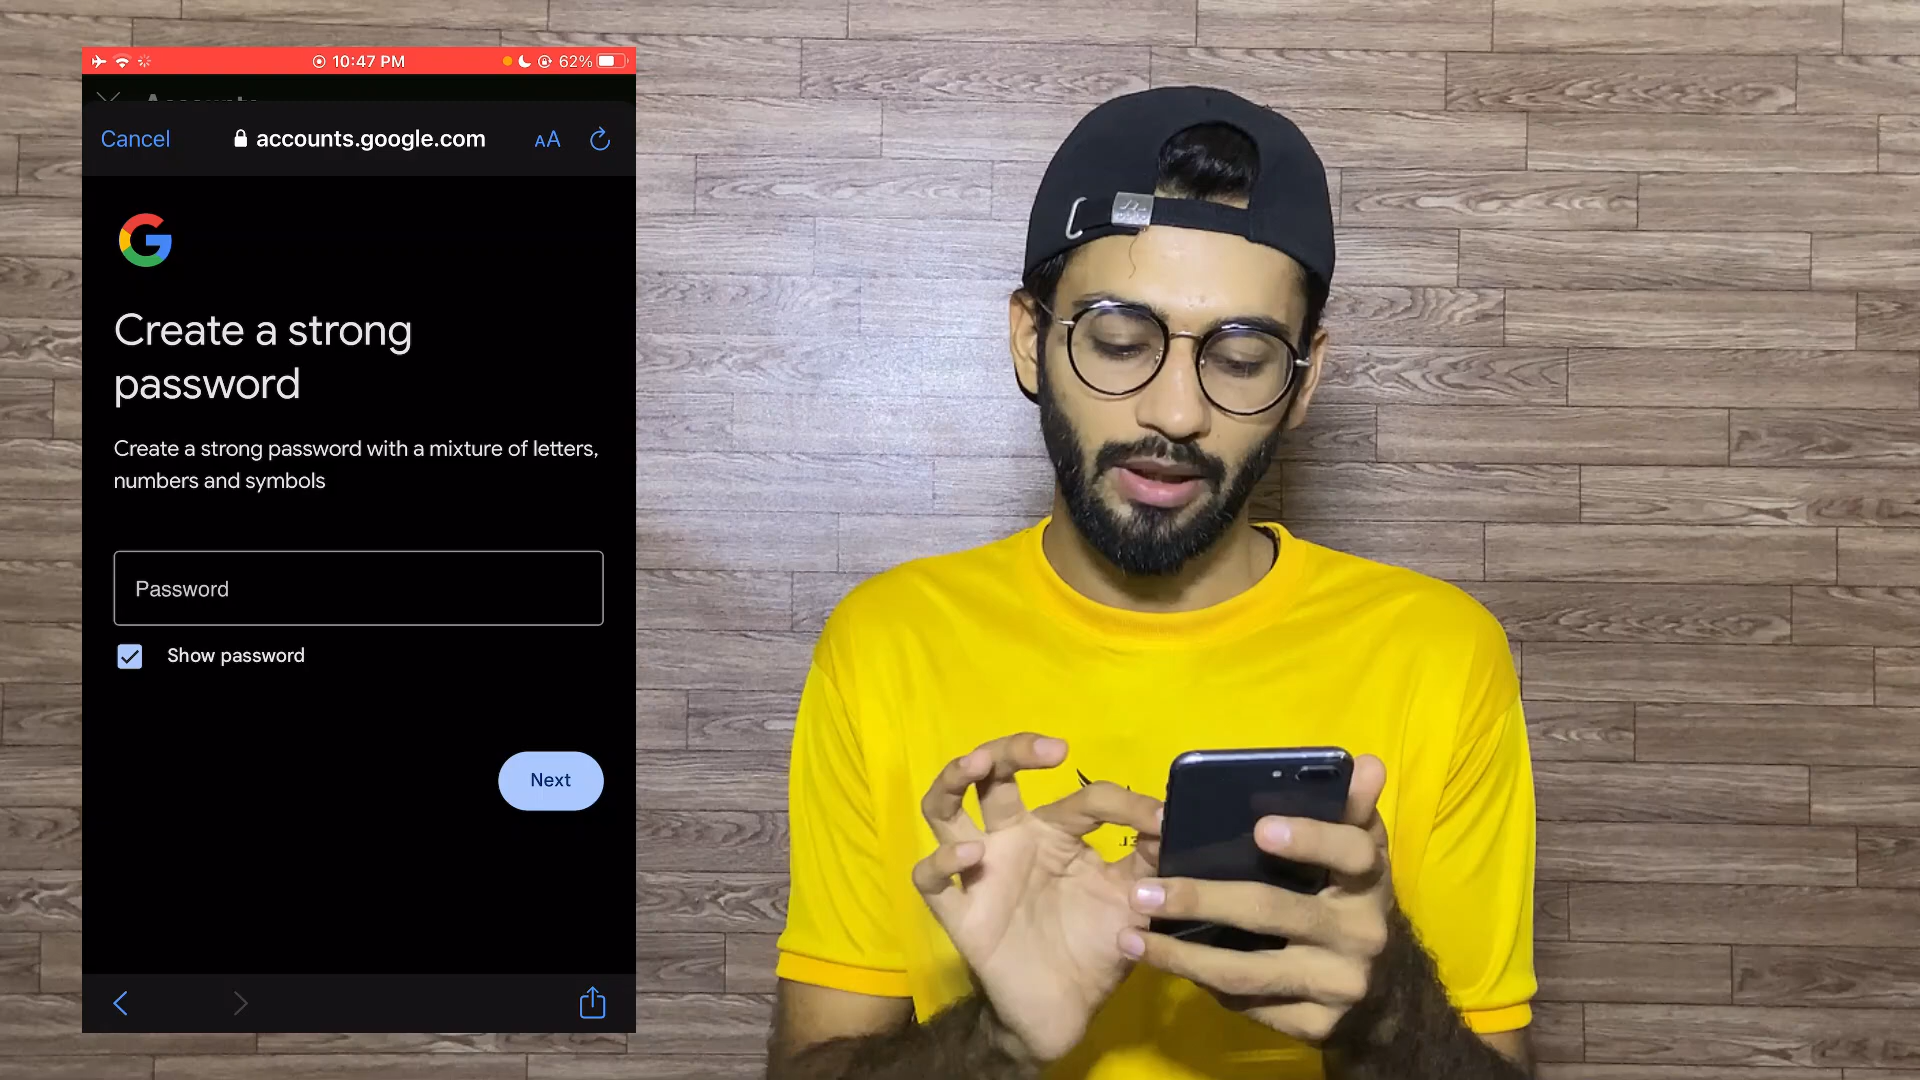 10:47 PM
62%
Accounts
Cancel
accounts.google.com
AA
Create a strong
password
Create a strong password with a mixture of letters,
numbers and symbols
Password
Show password
Next